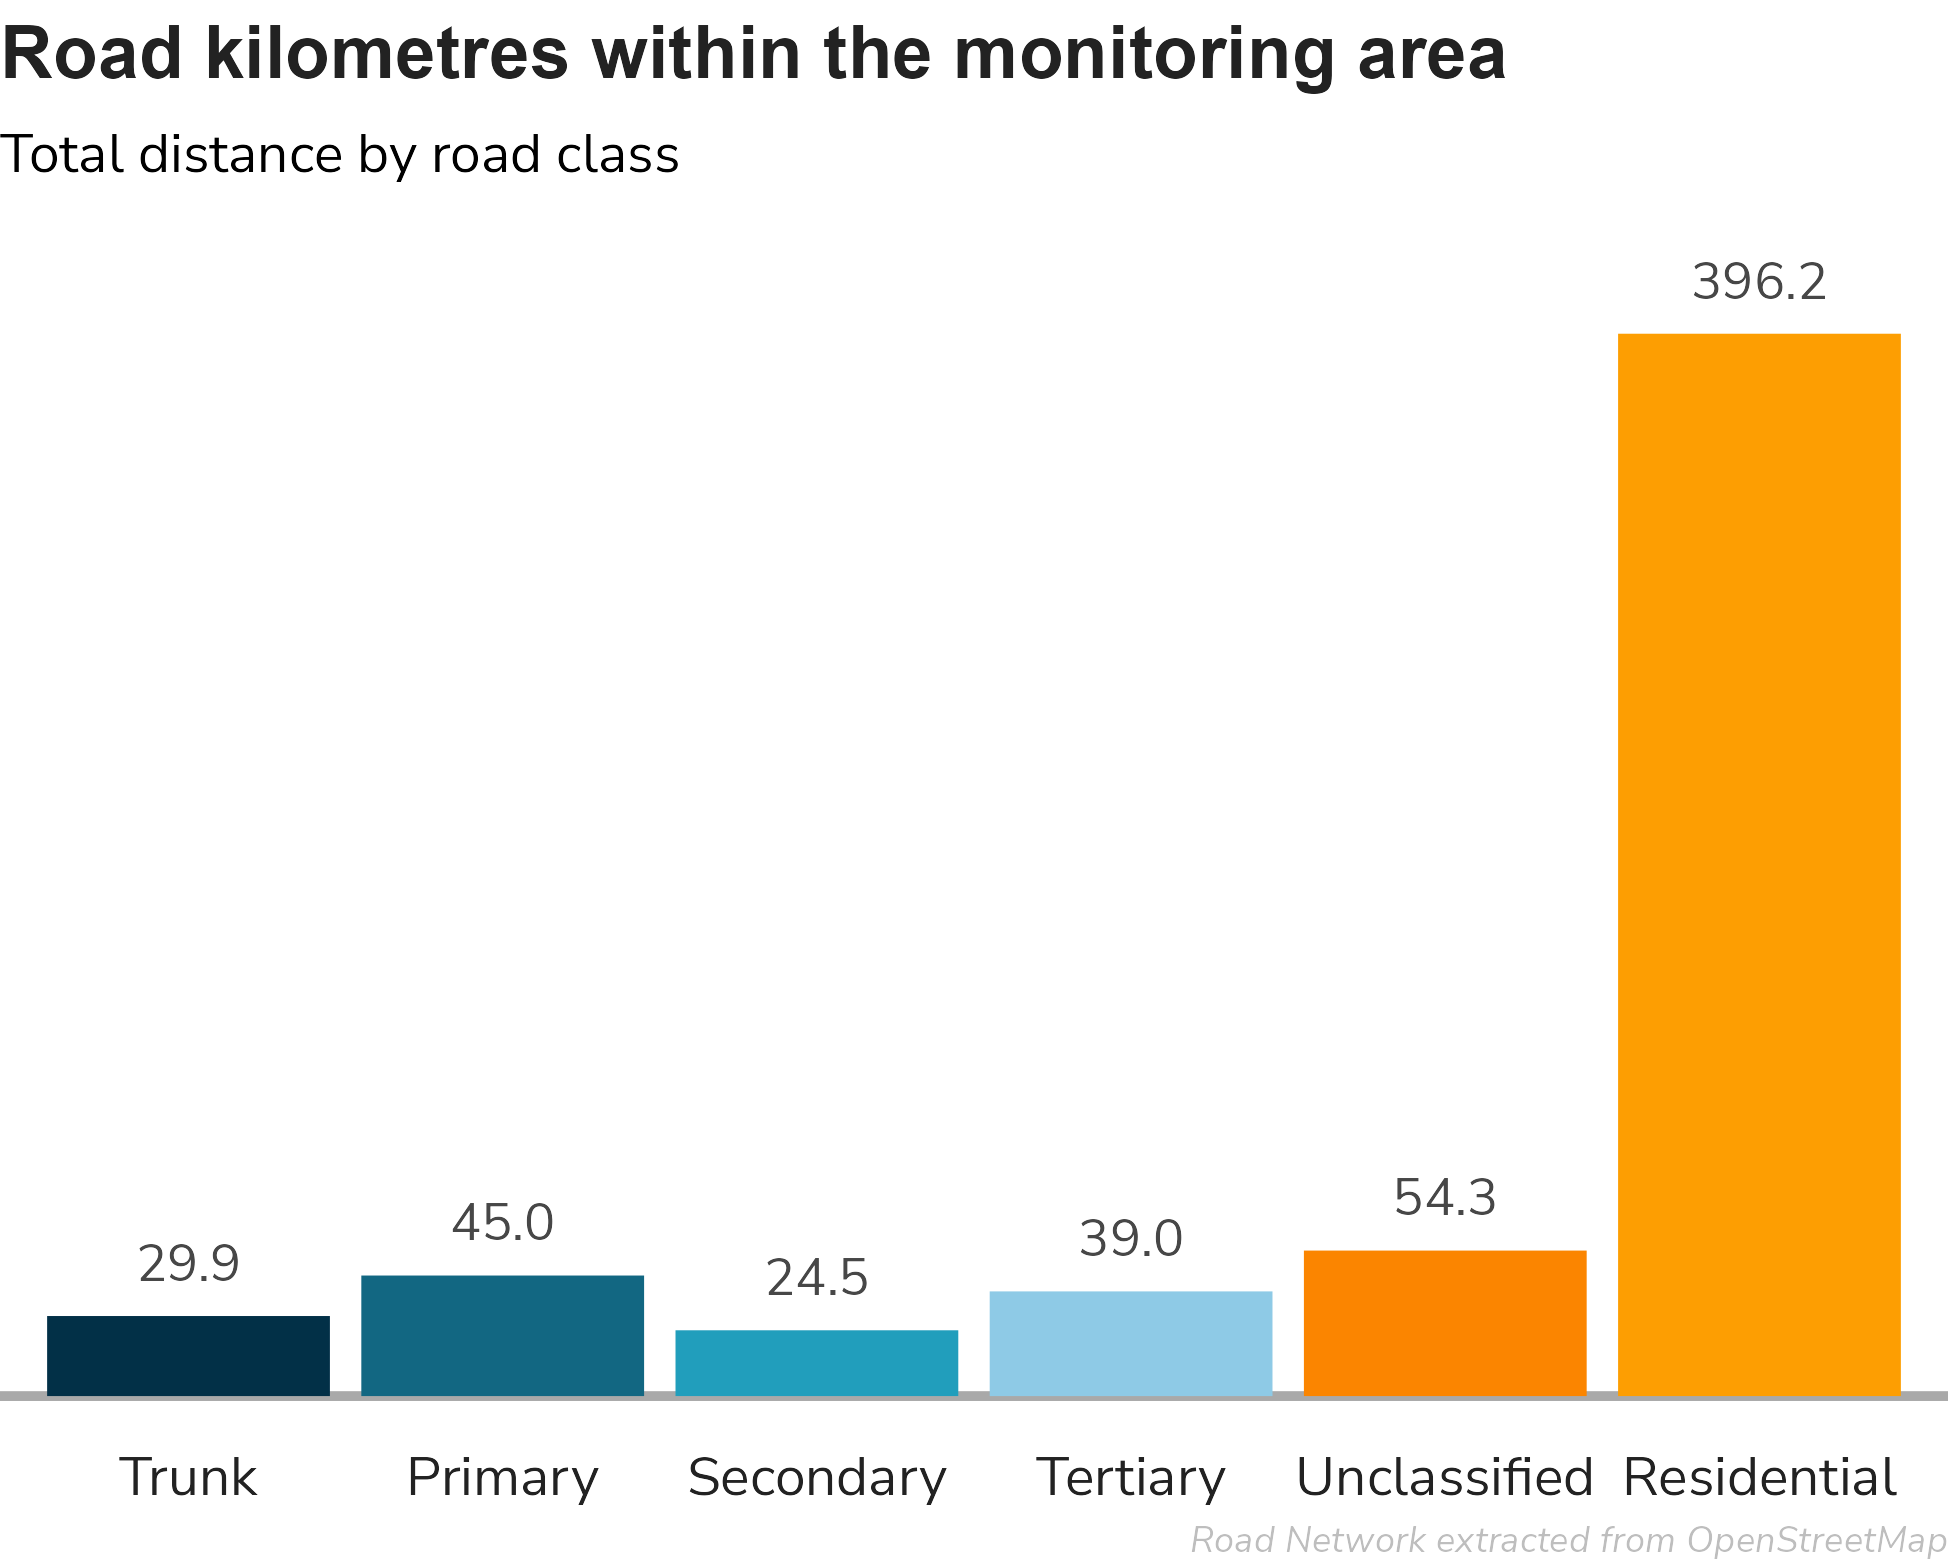 Road kilometres within the monitoring area
Total distance by road class
396.2
54.3
45.0
39.0
29.9
24.5
Trunk Primary Secondary Tertiary Unclassified Residential
Road Network extracted from OpenStreetMap